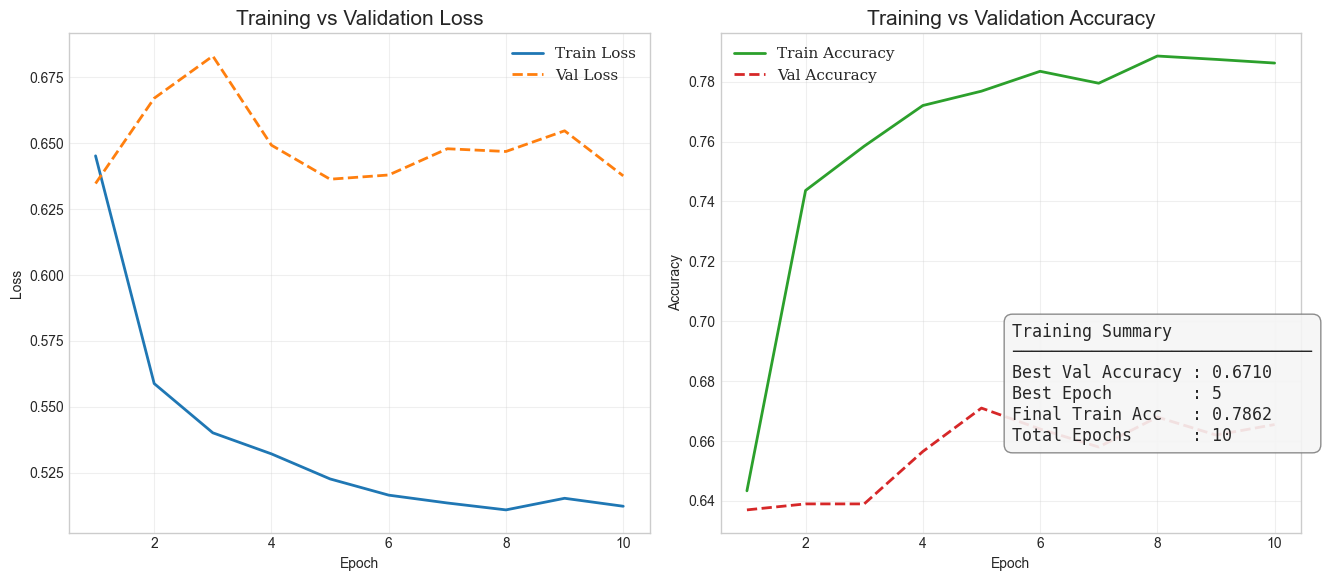 Training vs Validation Loss
Train Loss
Val Loss
0.675
0.650
0.625
0.600
0.575
0.550
0.525
Loss
2
4
6
8
10
Epoch
Training vs Validation Accuracy
Train Accuracy
Val Accuracy
0.78
0.76
0.74
0.72
0.70
0.68
0.66
0.64
Accuracy
Training Summary
Best Val Accuracy : 0.6710
Best Epoch : 5
Final Train Acc : 0.7862
Total Epochs : 10
2
4
6
8
10
Epoch